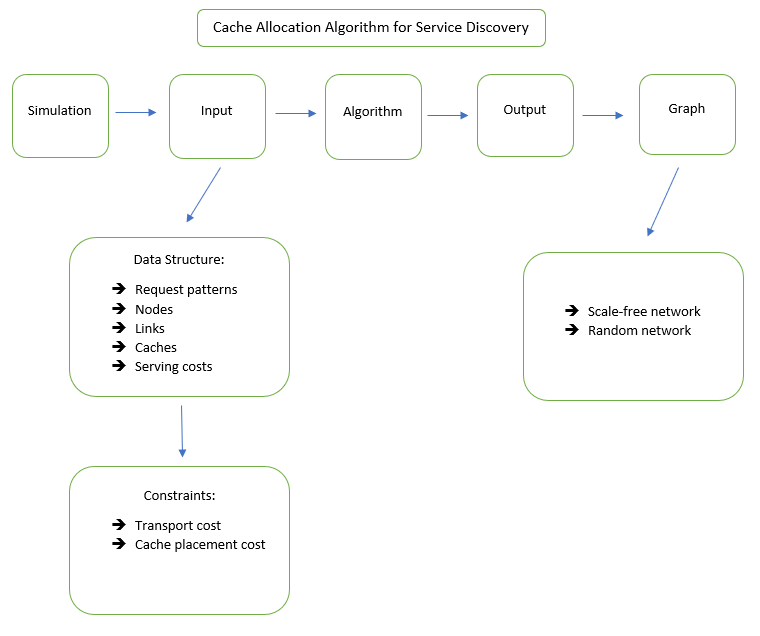 Cache Allocation Algorithm for Service Discovery
Simulation
Input
Algorithm
Output
Graph
Data Structure:
➔ Request patterns
➔ Nodes
➔ Links
➔ Caches
➔ Serving costs
➔ Scale-free network
➔ Random network
Constraints:
➔ Transport cost
➔ Cache placement cost